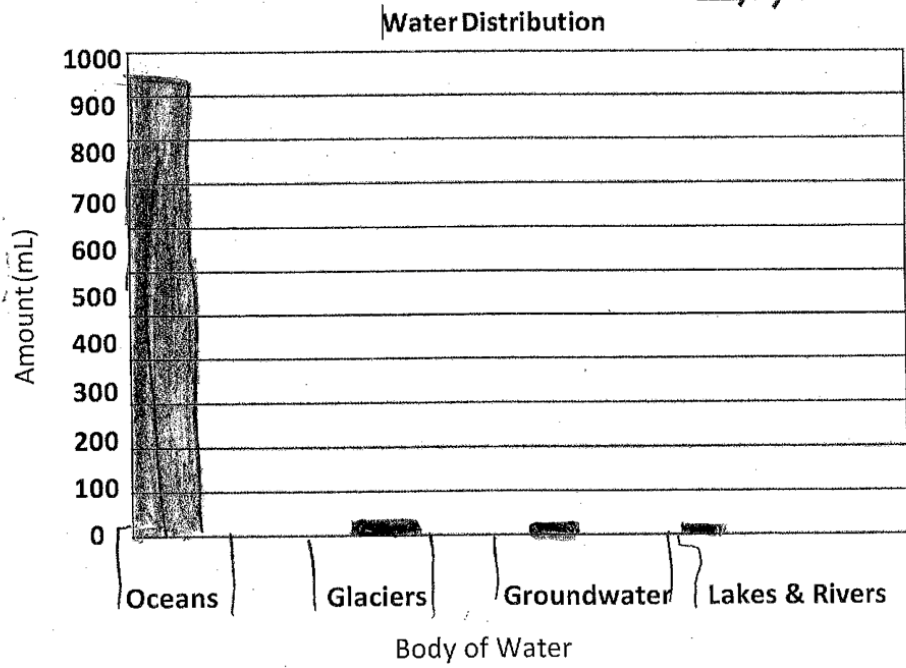 Water Distribution
1000
900
800
700
600
500
400
300
200
100
0
Amount (mL)
Oceans
Glaciers
Groundwater
Lakes & Rivers
Body of Water